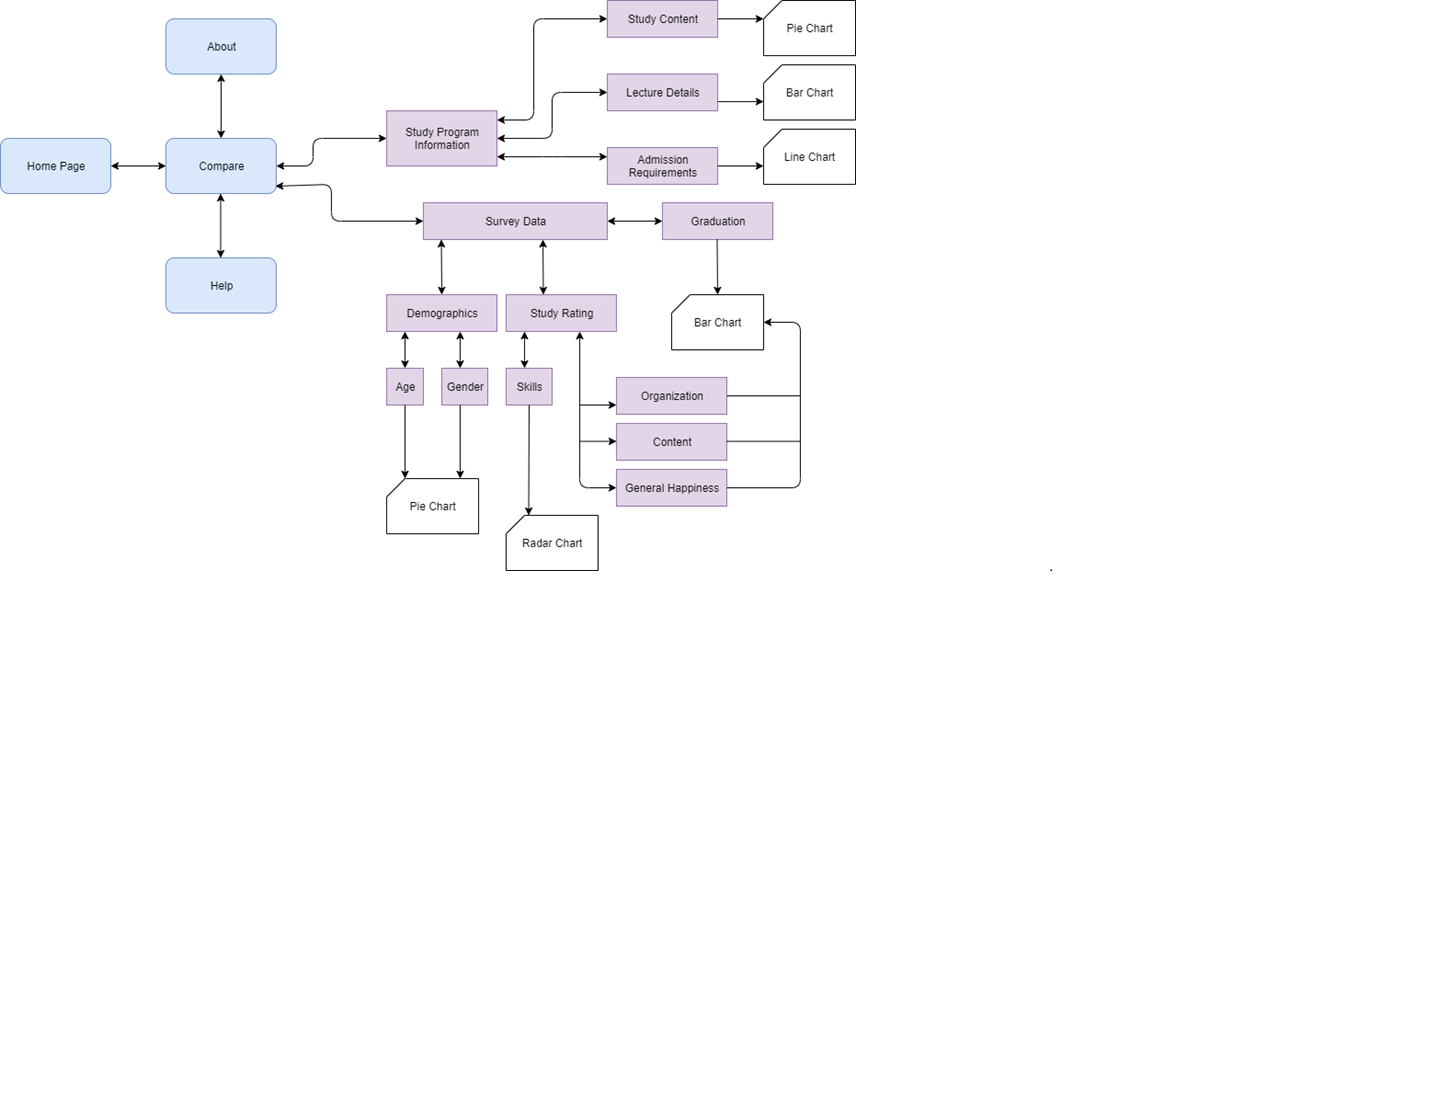 About
Home Page
Compare
Help
Study Program
Information
Study Content
Pie Chart
Lecture Details
Bar Chart
Admission
Requirements
Line Chart
Survey Data
Graduation
Demographics
Study Rating
Bar Chart
Age
Gender
Skills
Organization
Content
General Happiness
Pie Chart
Radar Chart
.